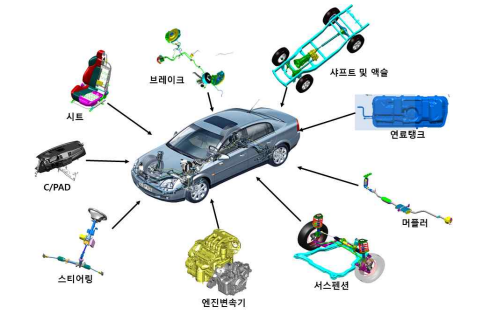 브레이크
샤프트 및 액슬
시트
연료탱크
C/PAD
머플러
스티어링
서스펜션
엔진변속기